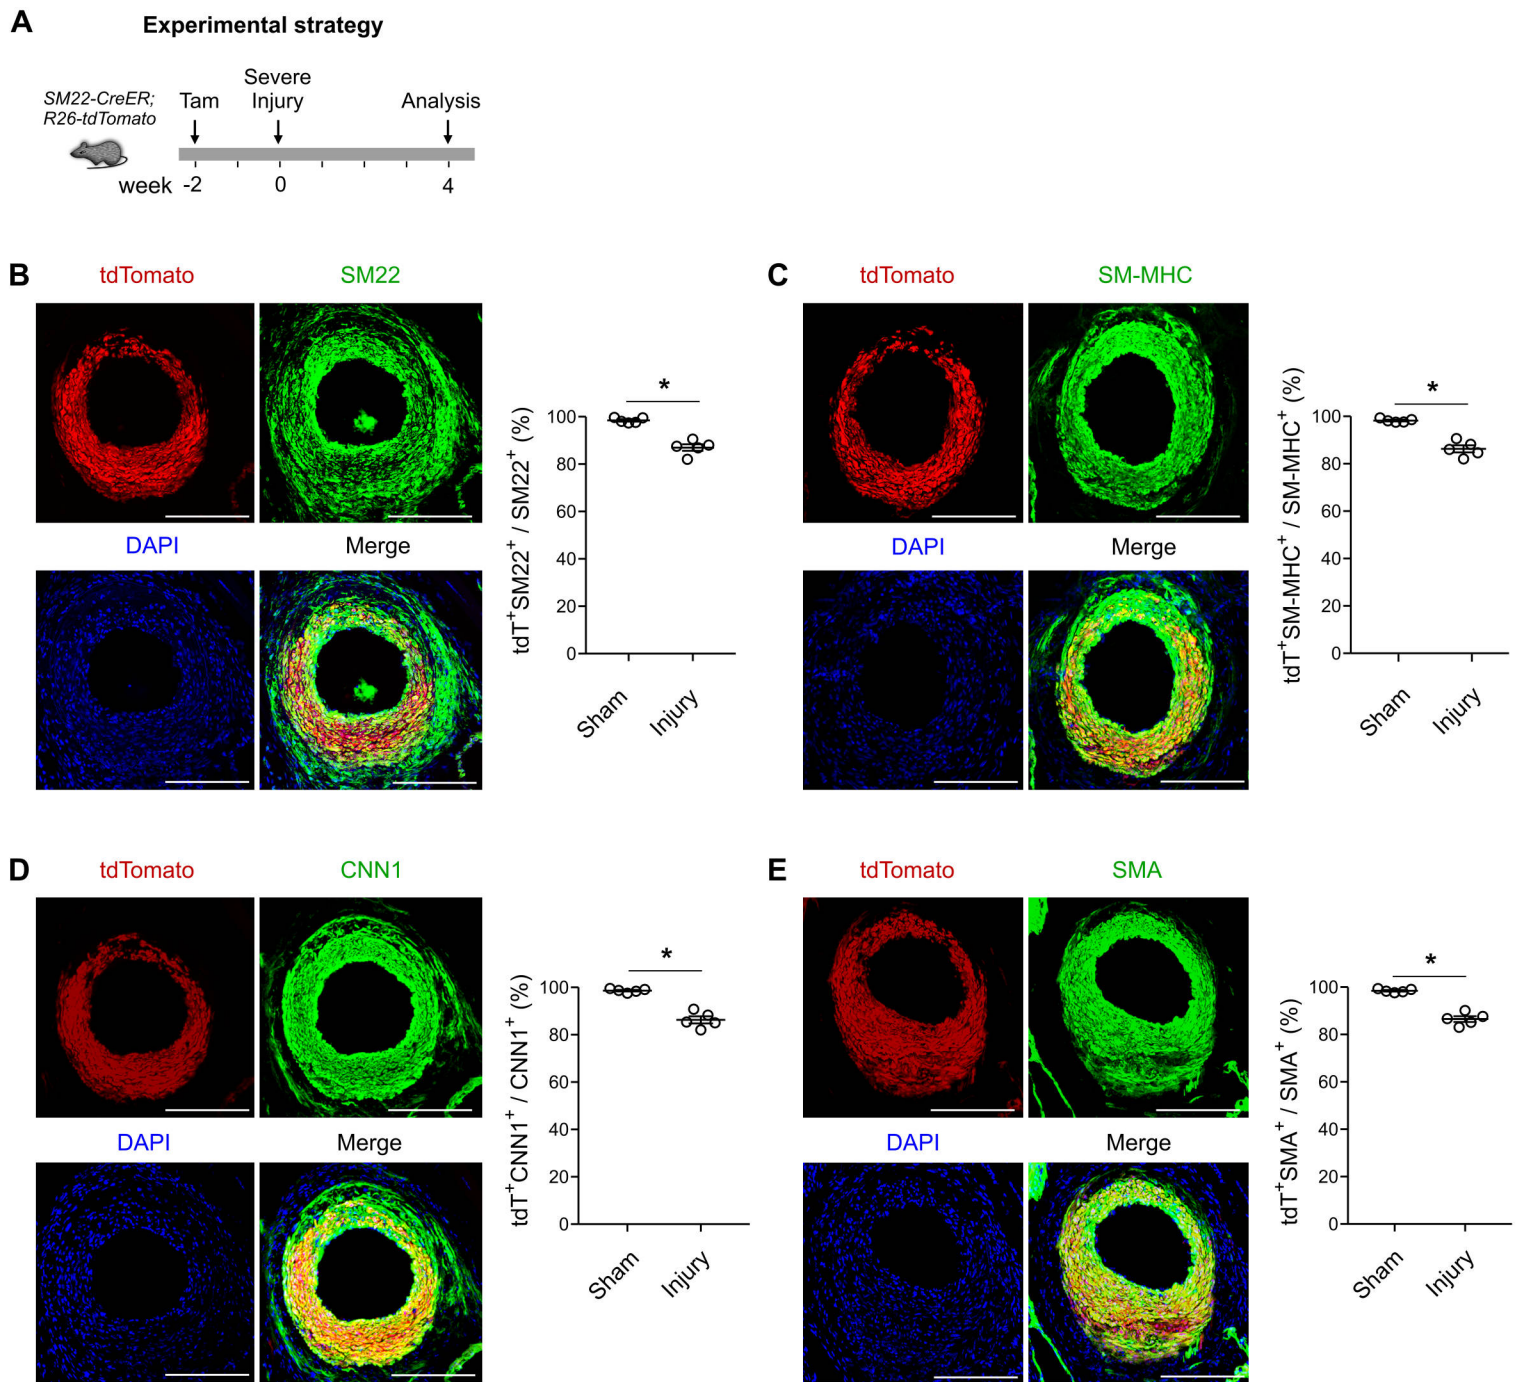 A
Experimental strategy
SM22-CreER;
R26-tdTomato
Tam
Severe
Injury
Analysis
week -2 0 4
B
tdTomato
SM22
DAPI
Merge
tdT+SM22+ / SM22+ (%)
100
80
60
40
20
0
*
Sham
Injury
C
tdTomato
SM-MHC
DAPI
Merge
tdT+SM-MHC+ / SM-MHC+ (%)
100
80
60
40
20
0
*
Sham
Injury
D
tdTomato
CNN1
DAPI
Merge
tdT+CNN1+ / CNN1+ (%)
100
80
60
40
20
0
*
Sham
Injury
E
tdTomato
SMA
DAPI
Merge
tdT+SMA+ / SMA+ (%)
100
80
60
40
20
0
*
Sham
Injury